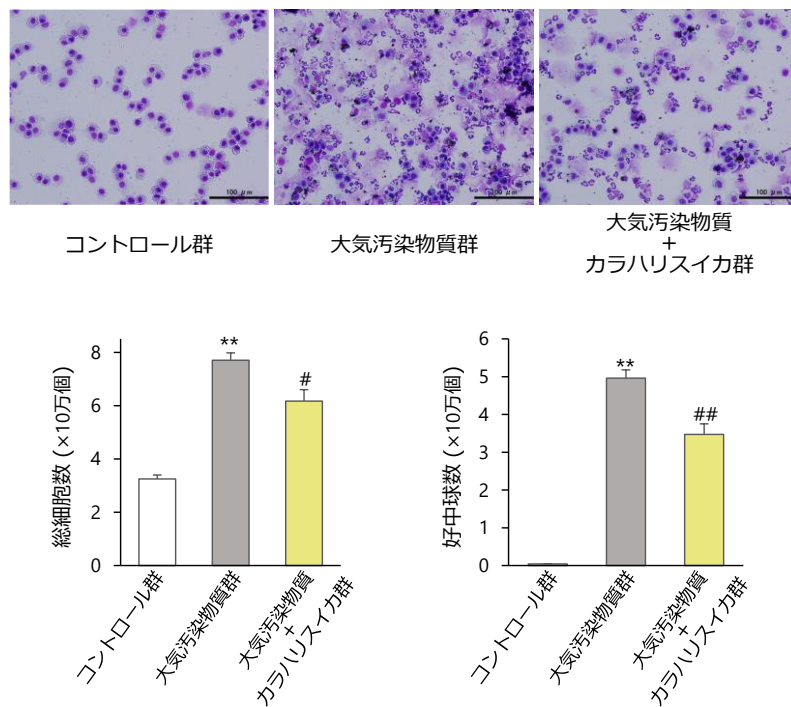 100 μm
100 μm
100 μm
コントロール群
大気汚染物質群
大気汚染物質
+
カラハリスイカ群
総細胞数 (×10万個)
8
6
4
2
0
**
#
コントロール群
大気汚染物質群
大気汚染物質
+
カラハリスイカ群
好中球数 (×10万個)
6
5
4
3
2
1
0
**
##
コントロール群
大気汚染物質群
大気汚染物質
+
カラハリスイカ群